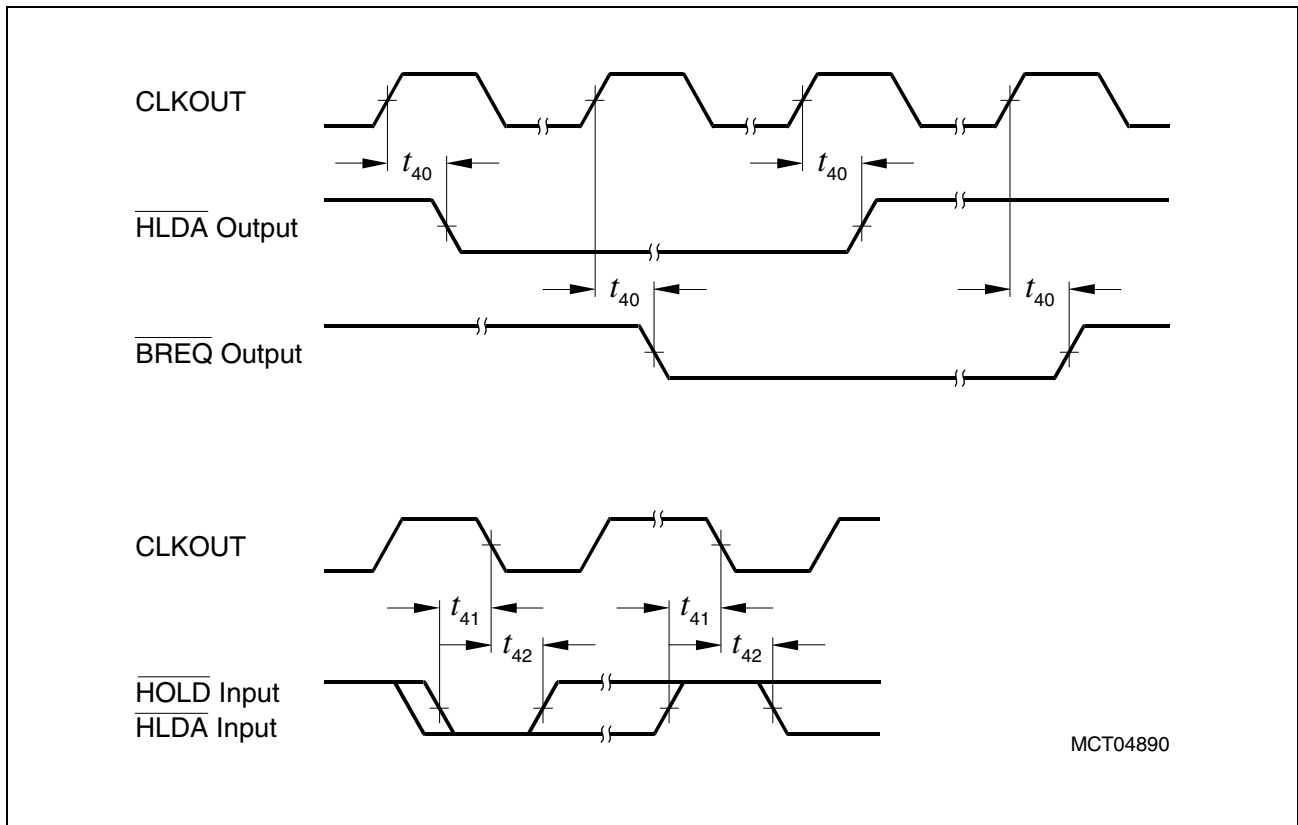 CLKOUT
t40 t40
HLDA Output
t40 t40
BREQ Output
CLKOUT
t41 t41
t42 t42
HOLD Input
HLDA Input
MCT04890